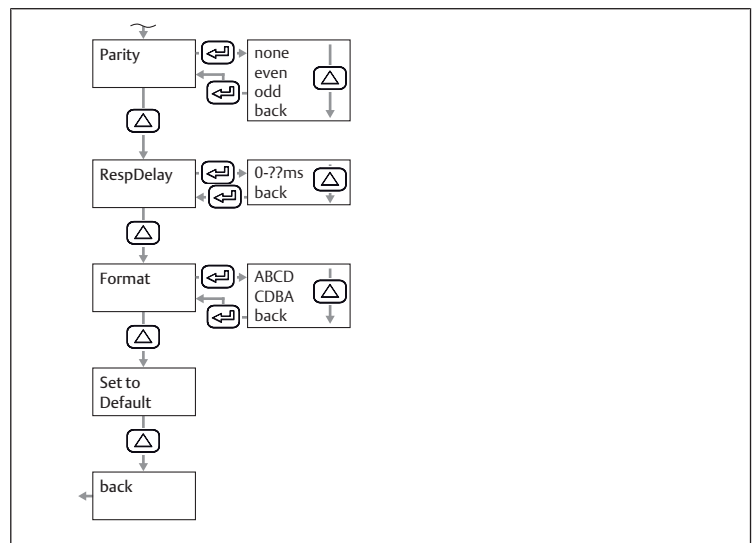 Parity
none
even
odd
back
RespDelay
0-??ms
back
Format
ABCD
CDBA
back
Set to
Default
back